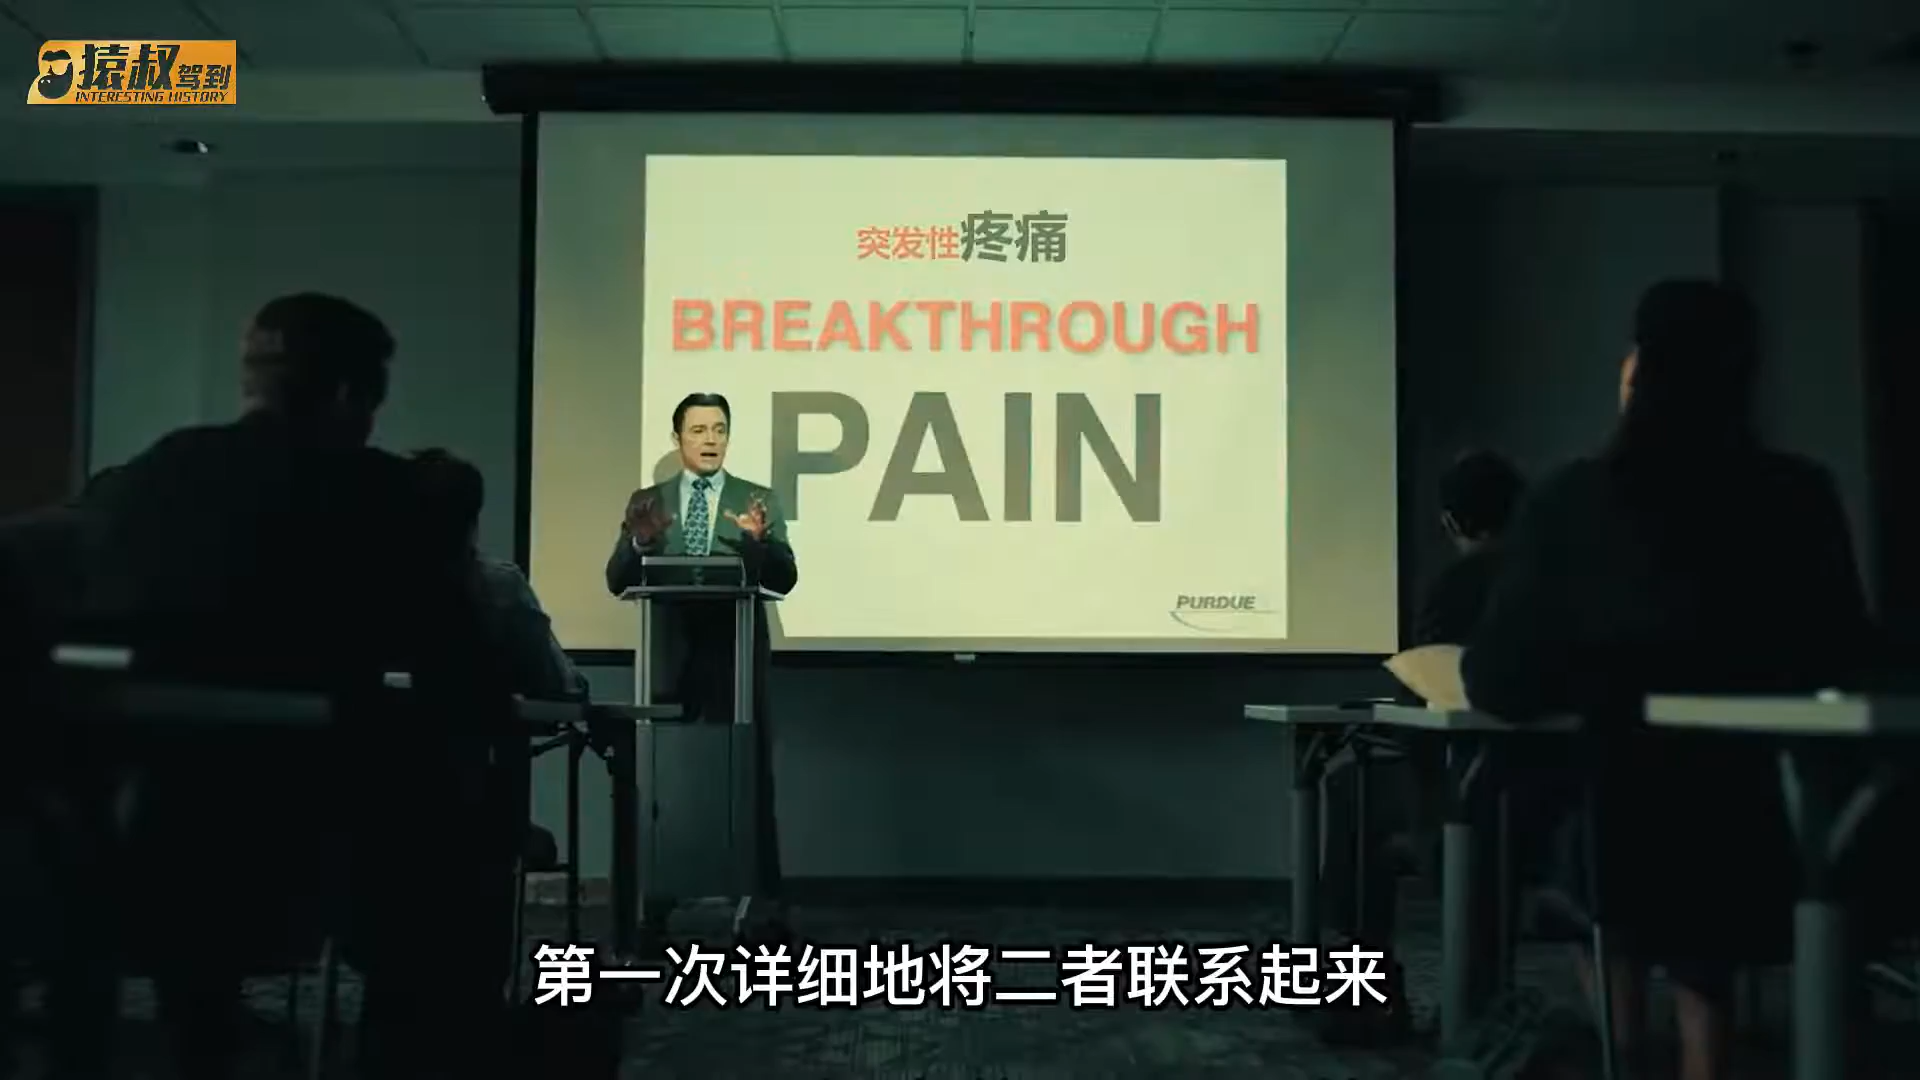 猿叔驾到
INTERESTING HISTORY
突发性疼痛
BREAKTHROUGH
PAIN
PURDUE
第一次详细地将二者联系起来